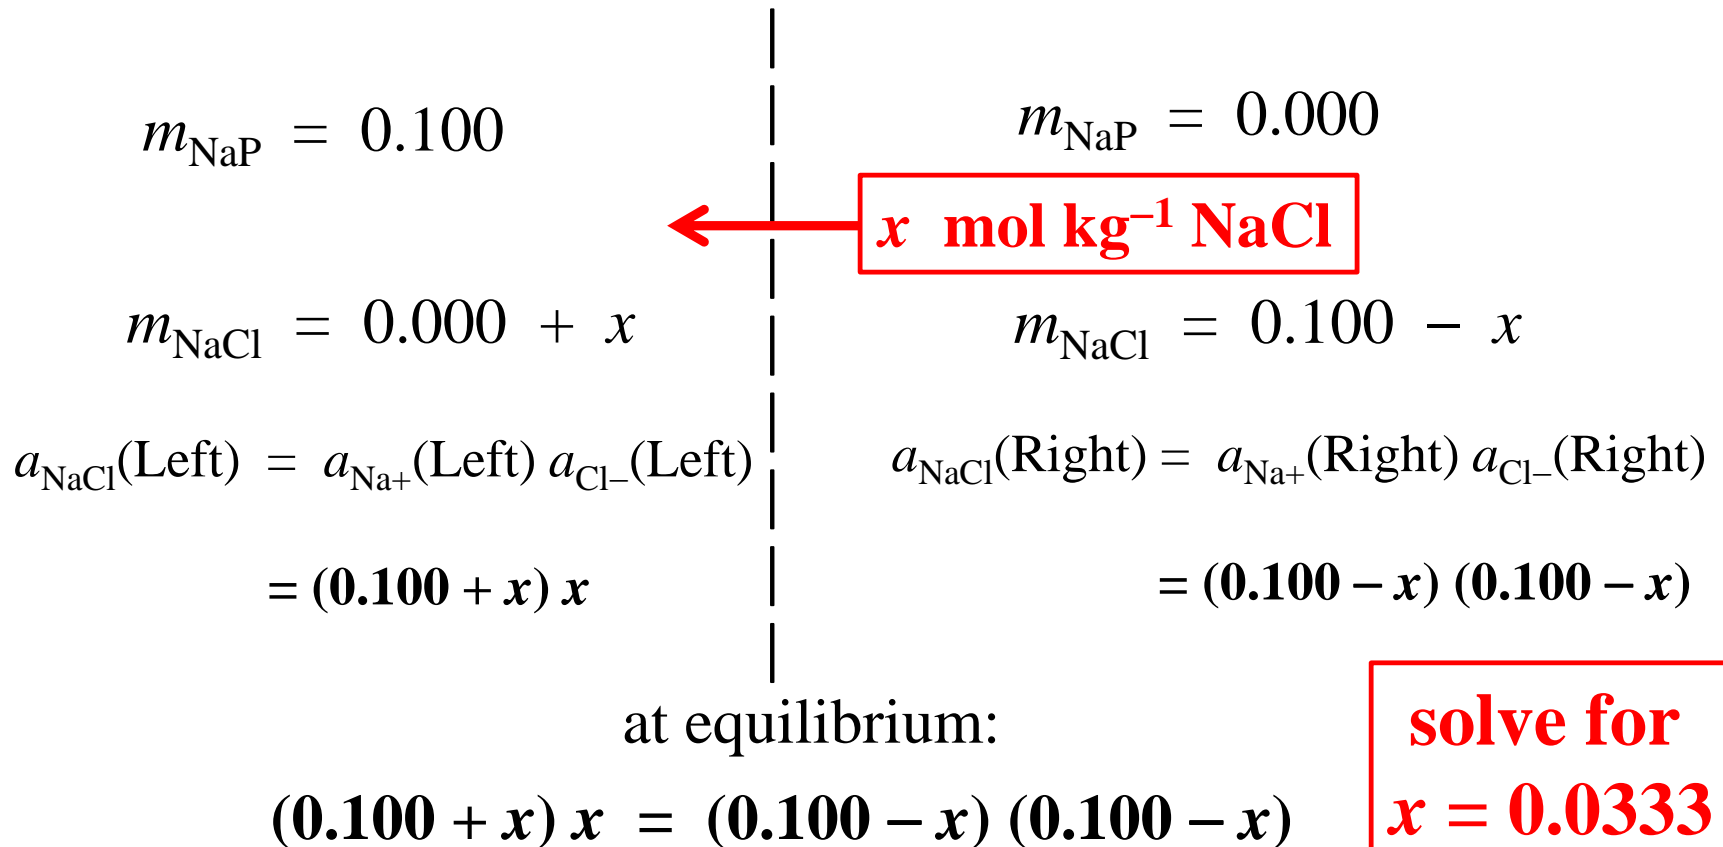 m_NaP = 0.100
m_NaP = 0.000
x mol kg⁻¹ NaCl
m_NaCl = 0.000 + x
m_NaCl = 0.100 − x
a_NaCl(Left) = a_Na+(Left) a_Cl−(Left)
= (0.100 + x) x
a_NaCl(Right) = a_Na+(Right) a_Cl−(Right)
= (0.100 − x) (0.100 − x)
at equilibrium:
(0.100 + x) x = (0.100 − x) (0.100 − x)
solve for
x = 0.0333